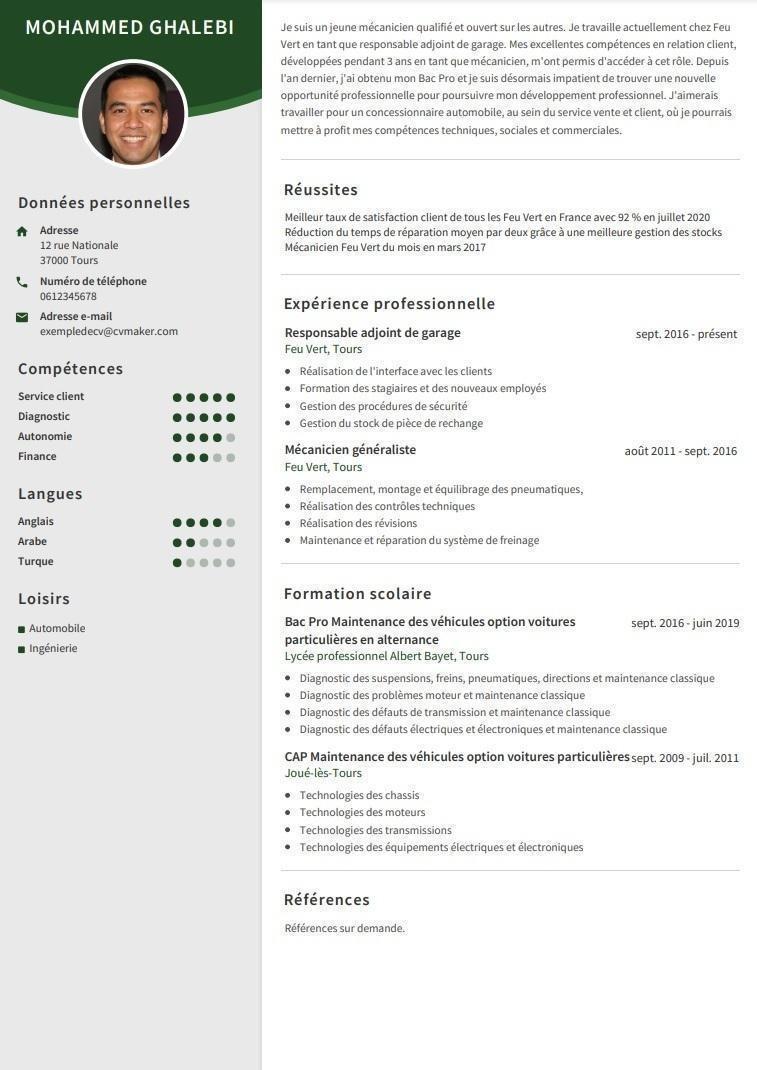 MOHAMMED GHALEBI
Données personnelles
Adresse
12 rue Nationale
37000 Tours
Numéro de téléphone
0612345678
Adresse e-mail
exempledecv@cvmaker.com
Compétences
Service client
Diagnostic
Autonomie
Finance
Langues
Anglais
Arabe
Turque
Loisirs
Automobile
Ingénierie
Je suis un jeune mécanicien qualifié et ouvert sur les autres. Je travaille actuellement chez Feu
Vert en tant que responsable adjoint de garage. Mes excellentes compétences en relation client,
développées pendant 3 ans en tant que mécanicien, m'ont permis d'accéder à cet rôle. Depuis
l'an dernier, j'ai obtenu mon Bac Pro et je suis désormais impatient de trouver une nouvelle
opportunité professionnelle pour poursuivre mon développement professionnel. J'aimerais
travailler pour un concessionnaire automobile, au sein du service vente et client, où je pourrais
mettre à profit mes compétences techniques, sociales et commerciales.
Réussites
Meilleur taux de satisfaction client de tous les Feu Vert en France avec 92 % en juillet 2020
Réduction du temps de réparation moyen par deux grâce à une meilleure gestion des stocks
Mécanicien Feu Vert du mois en mars 2017
Expérience professionnelle
Responsable adjoint de garage sept. 2016 - présent
Feu Vert, Tours
Réalisation de l'interface avec les clients
Formation des stagiaires et des nouveaux employés
Gestion des procédures de sécurité
Gestion du stock de pièce de rechange
Mécanicien généraliste août 2011 - sept. 2016
Feu Vert, Tours
Remplacement, montage et équilibrage des pneumatiques,
Réalisation des contrôles techniques
Réalisation des révisions
Maintenance et réparation du système de freinage
Formation scolaire
Bac Pro Maintenance des véhicules option voitures sept. 2016 - juin 2019
particulières en alternance
Lycée professionnel Albert Bayet, Tours
Diagnostic des suspensions, freins, pneumatiques, directions et maintenance classique
Diagnostic des problèmes moteur et maintenance classique
Diagnostic des défauts de transmission et maintenance classique
Diagnostic des défauts électriques et électroniques et maintenance classique
CAP Maintenance des véhicules option voitures particulières sept. 2009 - juil. 2011
Joué-lès-Tours
Technologies des chassis
Technologies des moteurs
Technologies des transmissions
Technologies des équipements électriques et électroniques
Références
Références sur demande.